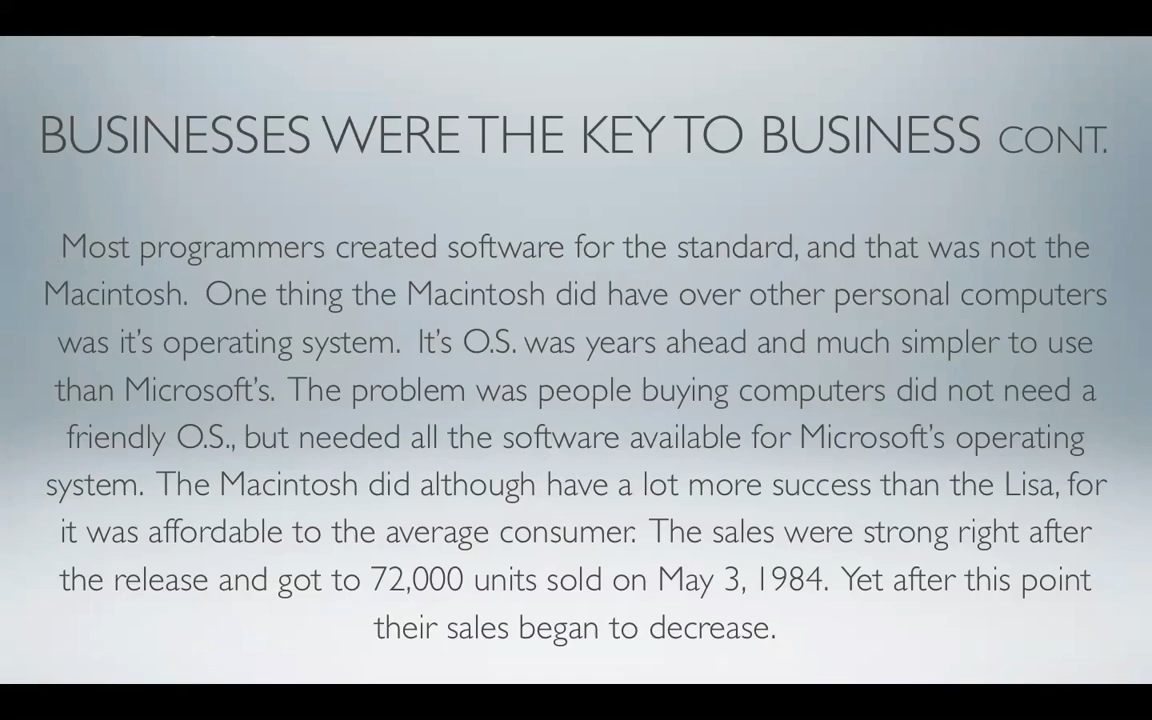 BUSINESSES WERE THE KEY TO BUSINESS CONT.
Most programmers created software for the standard, and that was not the
Macintosh. One thing the Macintosh did have over other personal computers
was it's operating system. It's O.S. was years ahead and much simpler to use
than Microsoft's. The problem was people buying computers did not need a
friendly O.S., but needed all the software available for Microsoft's operating
system. The Macintosh did although have a lot more success than the Lisa, for
it was affordable to the average consumer. The sales were strong right after
the release and got to 72,000 units sold on May 3, 1984. Yet after this point
their sales began to decrease.